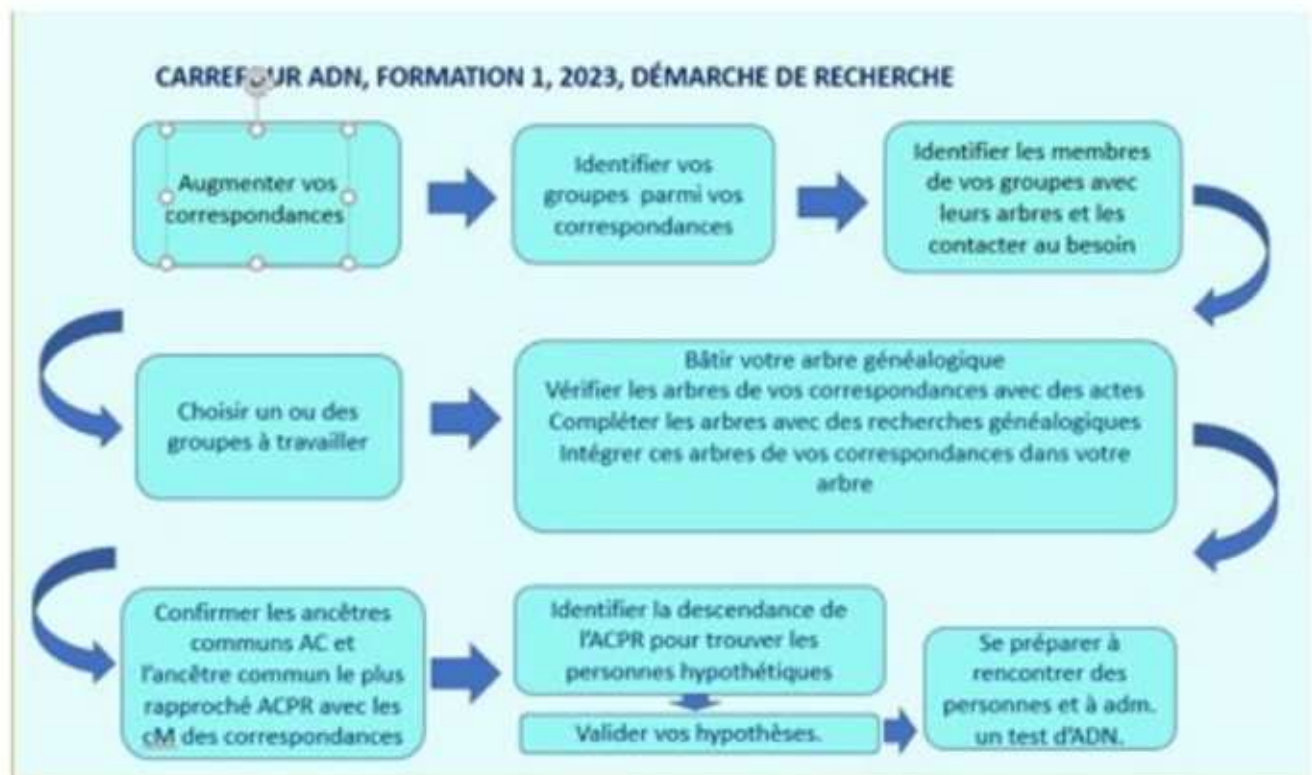 CARREFOUR ADN, FORMATION 1, 2023, DÉMARCHE DE RECHERCHE
Augmenter vos
correspondances
Identifier vos
groupes parmi vos
correspondances
Identifier les membres
de vos groupes avec
leurs arbres et les
contacter au besoin
Choisir un ou des
groupes à travailler
Bâtir votre arbre généalogique
Vérifier les arbres de vos correspondances avec des actes
Compléter les arbres avec des recherches généalogiques
Intégrer ces arbres de vos correspondances dans votre
arbre
Confirmer les ancêtres
communs AC et
l'ancêtre commun le plus
rapproché ACPR avec les
cM des correspondances
Identifier la descendance de
l'ACPR pour trouver les
personnes hypothétiques
Valider vos hypothèses.
Se préparer à
rencontrer des
personnes et à adm.
un test d'ADN.